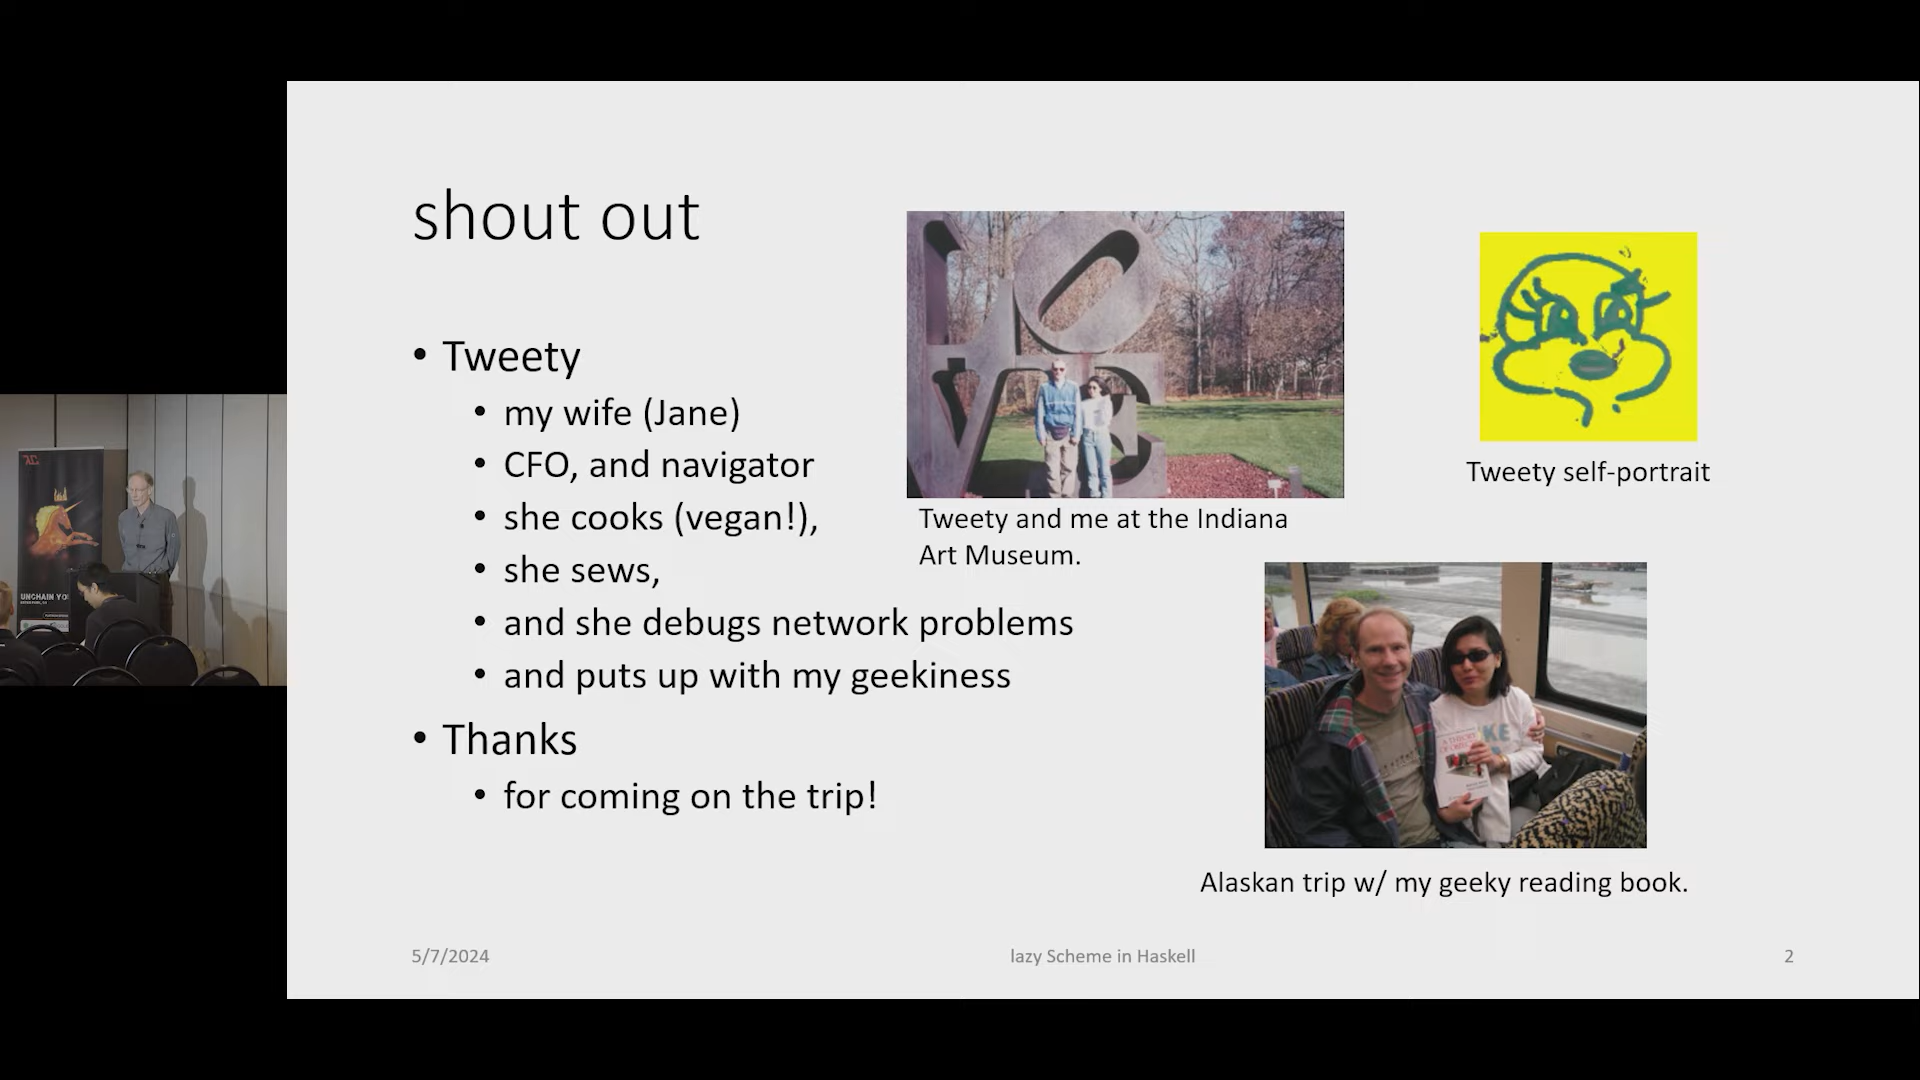 shout out
• Tweety
• my wife (Jane)
• CFO, and navigator
• she cooks (vegan!),
• she sews,
• and she debugs network problems
• and puts up with my geekiness
• Thanks
• for coming on the trip!
Tweety and me at the Indiana
Art Museum.
Tweety self-portrait
Alaskan trip w/ my geeky reading book.
5/7/2024
lazy Scheme in Haskell
2
UNCHAIN YO